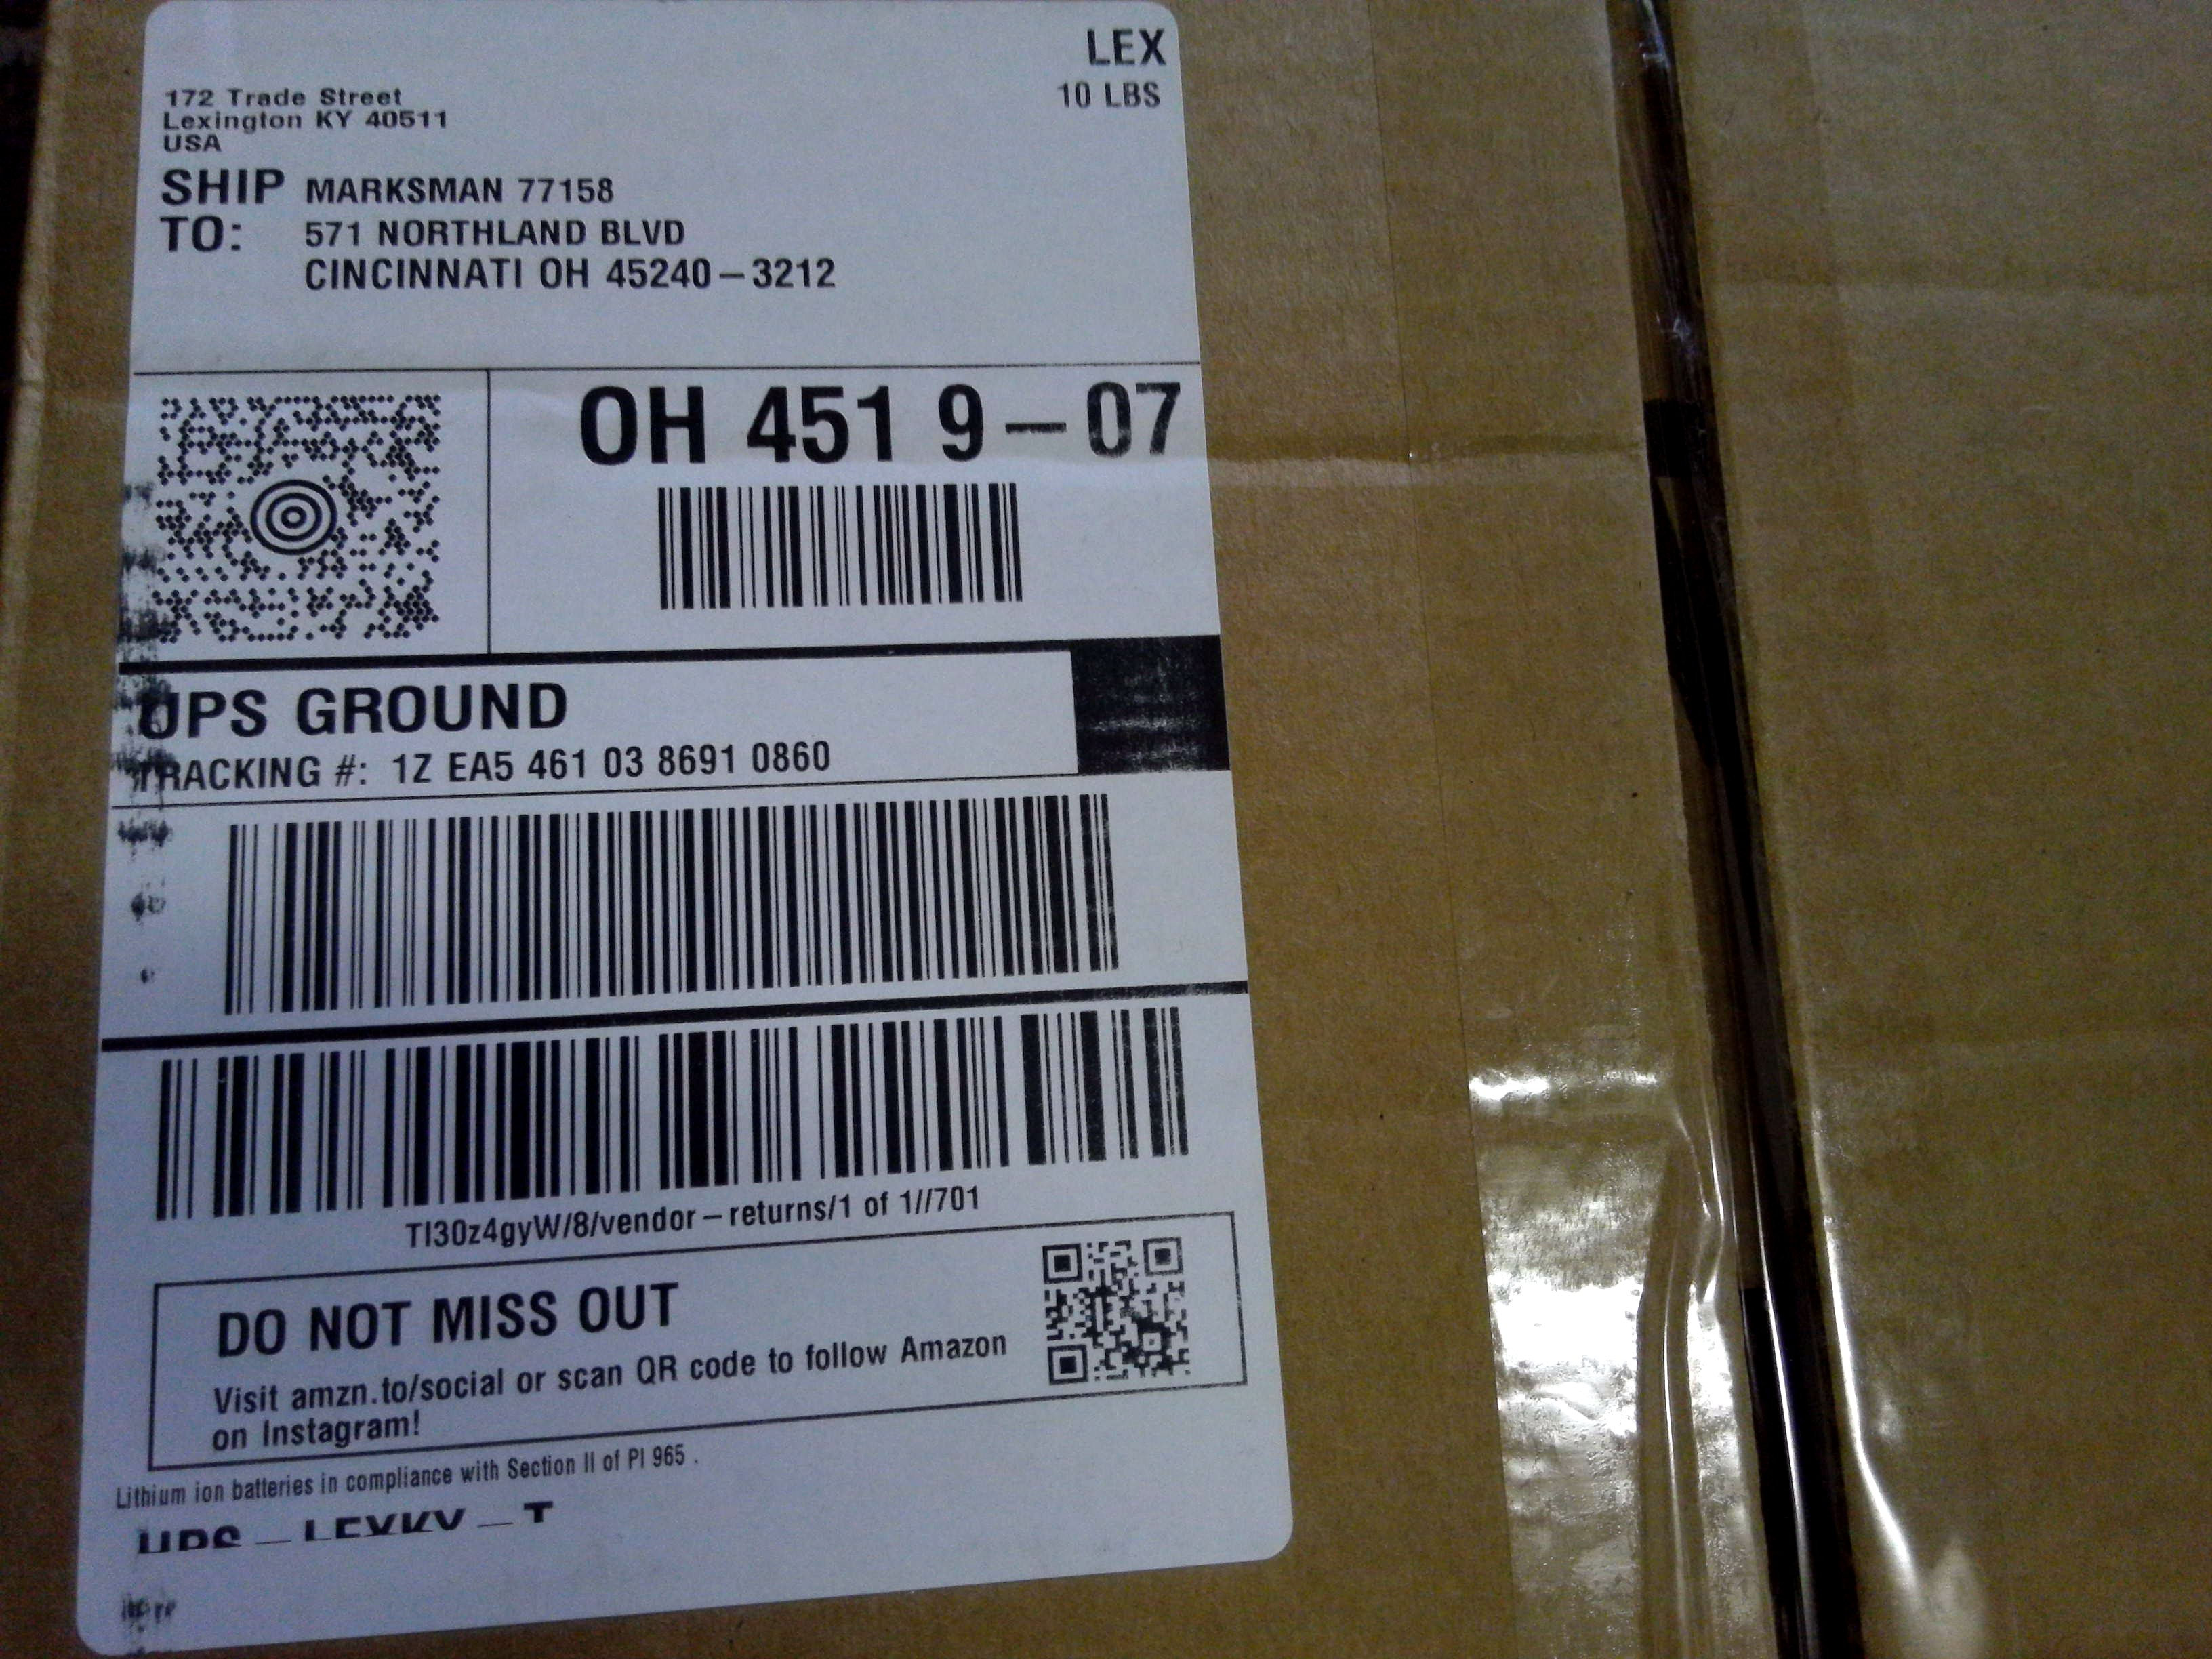 LEX
10 LBS
172 Trade Street
Lexington KY 40511
USA
SHIP TO: MARKSMAN 77158
571 NORTHLAND BLVD
CINCINNATI OH 45240-3212
OH 451 9-07
UPS GROUND
TRACKING #: 1Z EA5 461 03 8691 0860
TI30z4gyW/8/vendor-returns/1 of 1//701
DO NOT MISS OUT
Visit amzn.to/social or scan QR code to follow Amazon
on Instagram!
Lithium ion batteries in compliance with Section II of PI 965 .
UPS - LEXKY - T